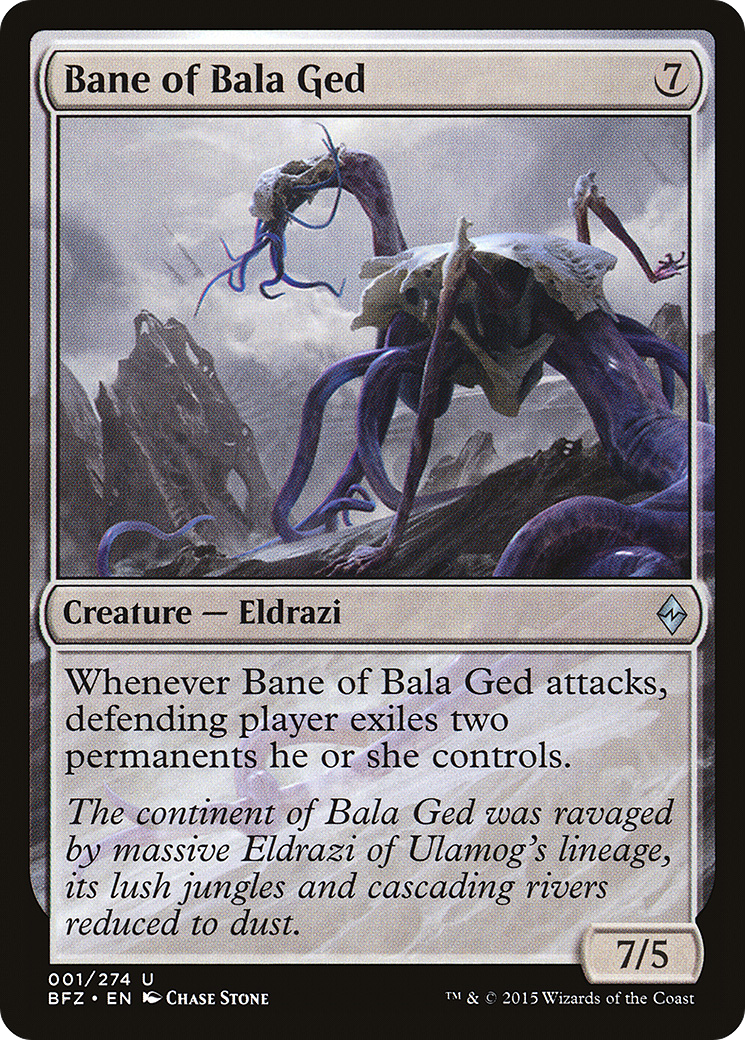 Bane of Bala Ged 7
Creature — Eldrazi
Whenever Bane of Bala Ged attacks,
defending player exiles two
permanents he or she controls.
The continent of Bala Ged was ravaged
by massive Eldrazi of Ulamog's lineage,
its lush jungles and cascading rivers
reduced to dust.
7/5
001/274 U
BFZ • EN Chase Stone
™ & © 2015 Wizards of the Coast